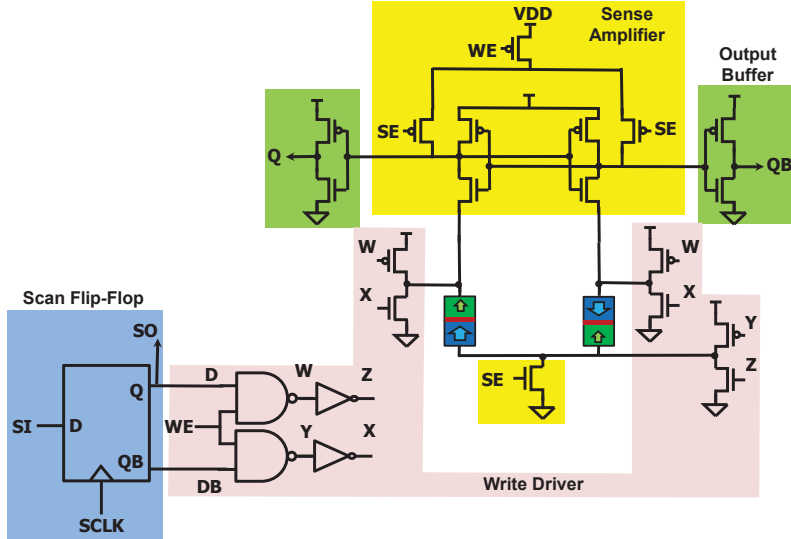 VDD
Sense
Amplifier
WE
Output
Buffer
SE
SE
Q
QB
W
W
X
X
Scan Flip-Flop
SO
Y
D
W
Z
Z
Q
SE
SI
D
WE
Y
X
QB
DB
Write Driver
SCLK